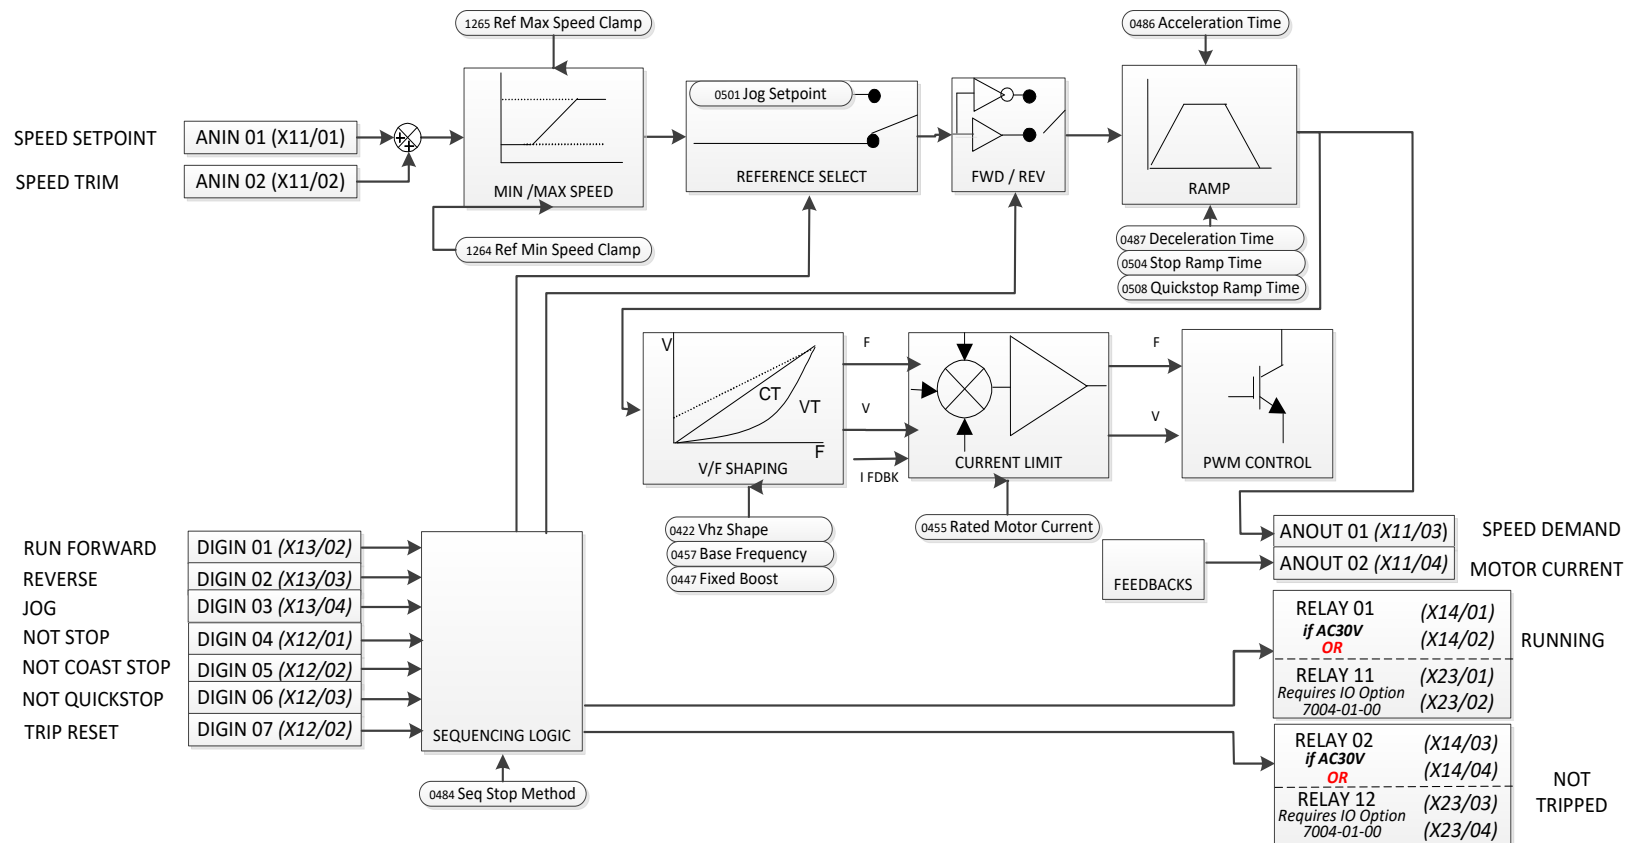 1265 Ref Max Speed Clamp
0486 Acceleration Time
0501 Jog Setpoint
SPEED SETPOINT
ANIN 01 (X11/01)
+
+
SPEED TRIM
ANIN 02 (X11/02)
MIN /MAX SPEED
REFERENCE SELECT
FWD / REV
RAMP
1264 Ref Min Speed Clamp
0487 Deceleration Time
0504 Stop Ramp Time
0508 Quickstop Ramp Time
V
CT
VT
F
V/F SHAPING
F
V
I FDBK
CURRENT LIMIT
F
V
PWM CONTROL
0422 Vhz Shape
0457 Base Frequency
0447 Fixed Boost
0455 Rated Motor Current
RUN FORWARD
DIGIN 01 (X13/02)
REVERSE
DIGIN 02 (X13/03)
JOG
DIGIN 03 (X13/04)
NOT STOP
DIGIN 04 (X12/01)
NOT COAST STOP
DIGIN 05 (X12/02)
NOT QUICKSTOP
DIGIN 06 (X12/03)
TRIP RESET
DIGIN 07 (X12/02)
SEQUENCING LOGIC
0484 Seq Stop Method
ANOUT 01 (X11/03)
SPEED DEMAND
ANOUT 02 (X11/04)
MOTOR CURRENT
FEEDBACKS
RELAY 01 (X14/01)
if AC30V
OR
(X14/02)
RUNNING
RELAY 11 (X23/01)
Requires IO Option
7004-01-00
(X23/02)
RELAY 02 (X14/03)
if AC30V
OR
(X14/04)
NOT
TRIPPED
RELAY 12 (X23/03)
Requires IO Option
7004-01-00
(X23/04)